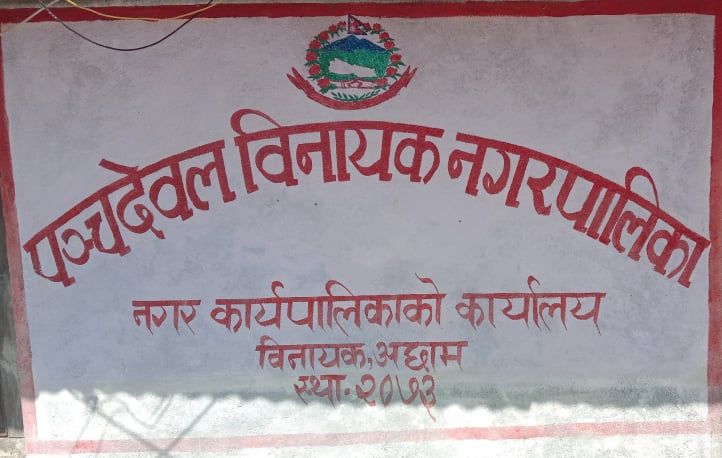 पञ्चदेवल विनायक नगरपालिका
नगर कार्यपालिकाको कार्यालय
विनायक, अछाम
स्था. २०७३